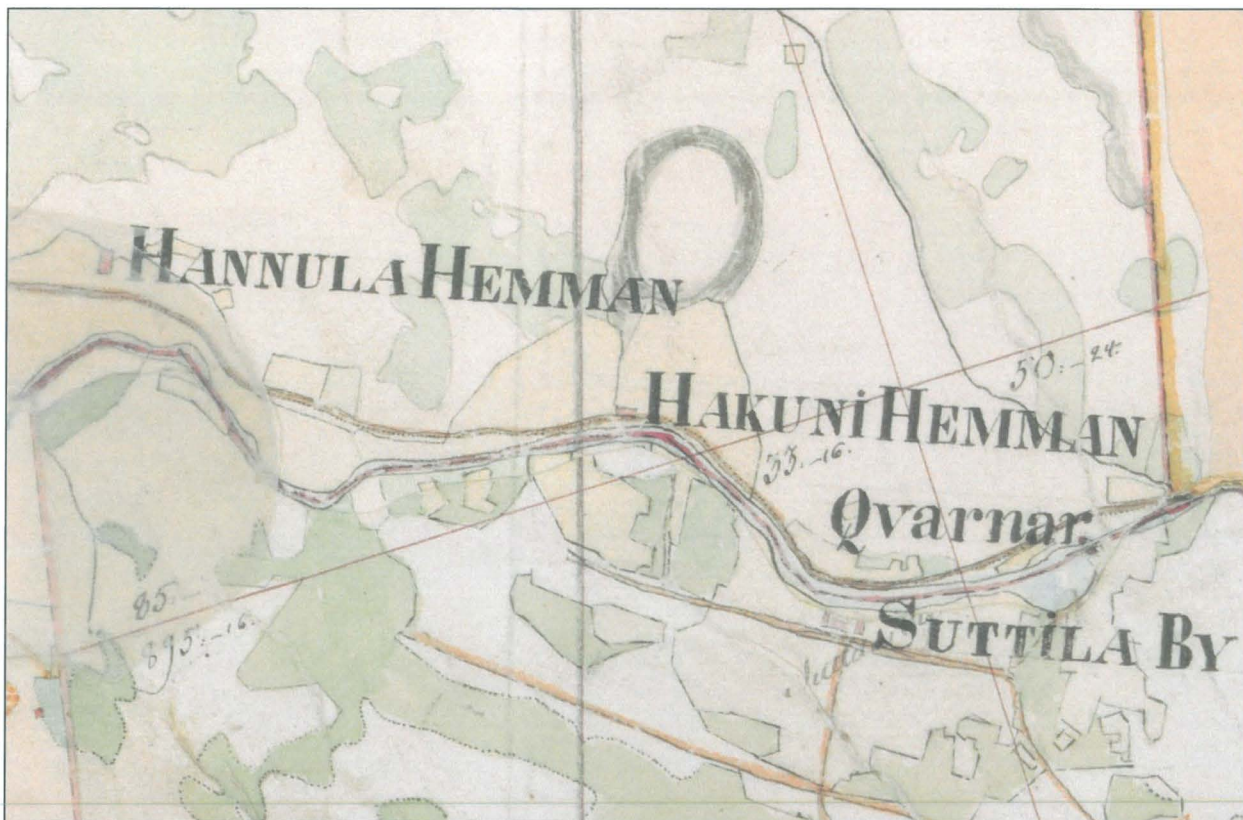 HANNULA HEMMAN
50.-24.
HAKUNI HEMMAN
33.-16.
Qvarnar.
85.-
895.-16.
SUTTILA BY